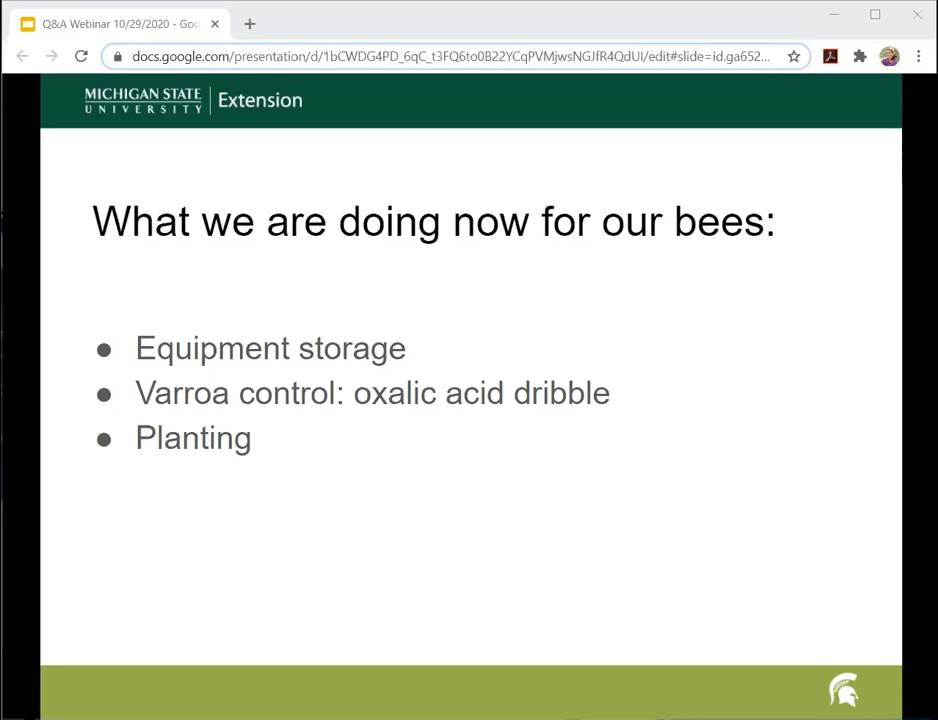 Q&A Webinar 10/29/2020 - Goo
docs.google.com/presentation/d/1bCWDG4PD_6qC_t3FQ6to0B22YCqPVMjwsNGJfR4QdUI/edit#slide=id.ga652...
MICHIGAN STATE
UNIVERSITY
Extension
What we are doing now for our bees:
● Equipment storage
● Varroa control: oxalic acid dribble
● Planting